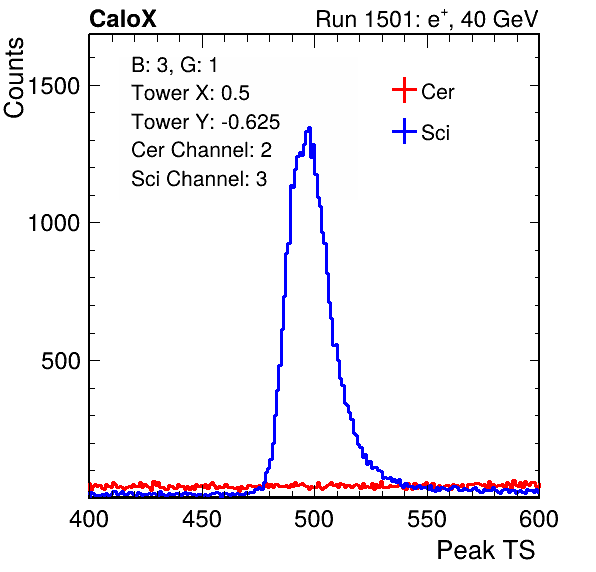 CaloX Run 1501: e⁺, 40 GeV
Counts
B: 3, G: 1
Tower X: 0.5
Tower Y: -0.625
Cer Channel: 2
Sci Channel: 3
Cer
Sci
1500
1000
500
400 450 500 550 600
Peak TS